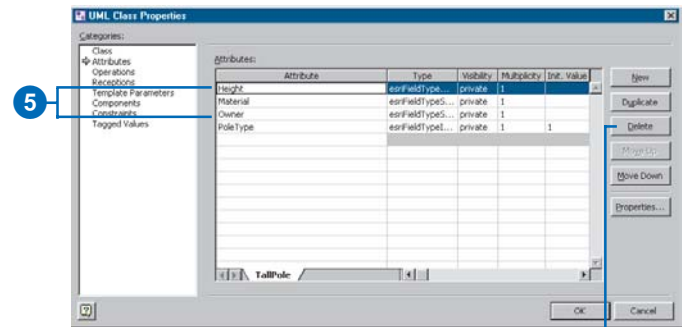 UML Class Properties
Categories:
Class
Attributes
Operations
Receptions
Template Parameters
Components
Constraints
Tagged Values
5
Attributes:
Attribute Type Visibility Multiplicity Init. Value
Height esriFieldType... private 1
Material esriFieldTypeS... private 1
Owner esriFieldTypeS... private 1
PoleType esriFieldTypeI... private 1 1
TallPole
New
Duplicate
Delete
Move Up
Move Down
Properties...
OK Cancel